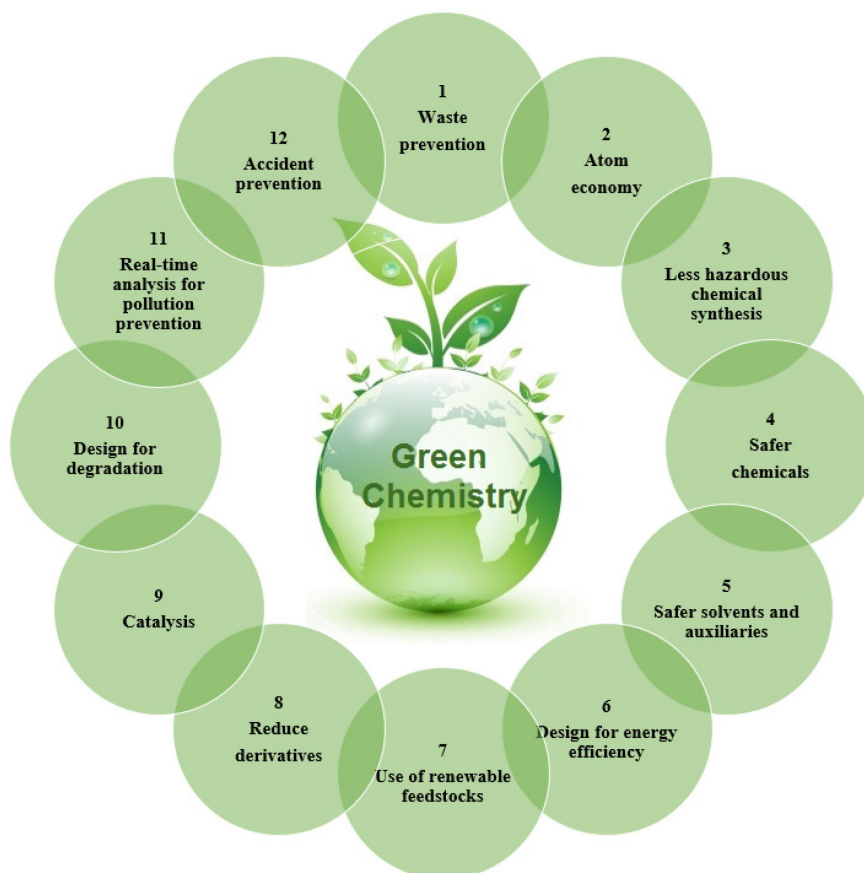 1
Waste
prevention
2
Atom
economy
3
Less hazardous
chemical
synthesis
4
Safer
chemicals
5
Safer solvents and
auxiliaries
6
Design for energy
efficiency
7
Use of renewable
feedstocks
8
Reduce
derivatives
9
Catalysis
10
Design for
degradation
11
Real-time
analysis for
pollution
prevention
12
Accident
prevention
Green
Chemistry